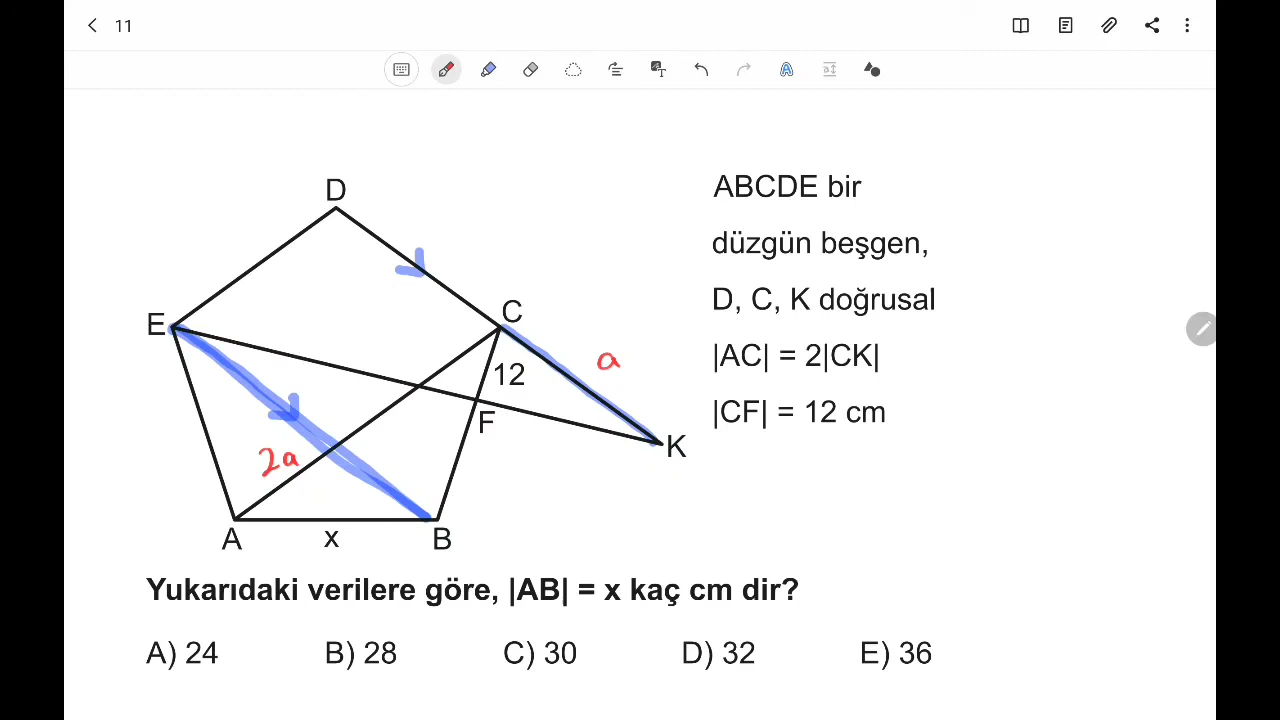 11
D
ABCDE bir
düzgün beşgen,
E
C
D, C, K doğrusal
12
a
|AC| = 2|CK|
F
|CF| = 12 cm
K
2a
A
x
B
Yukarıdaki verilere göre, |AB| = x kaç cm dir?
A) 24 B) 28 C) 30 D) 32 E) 36